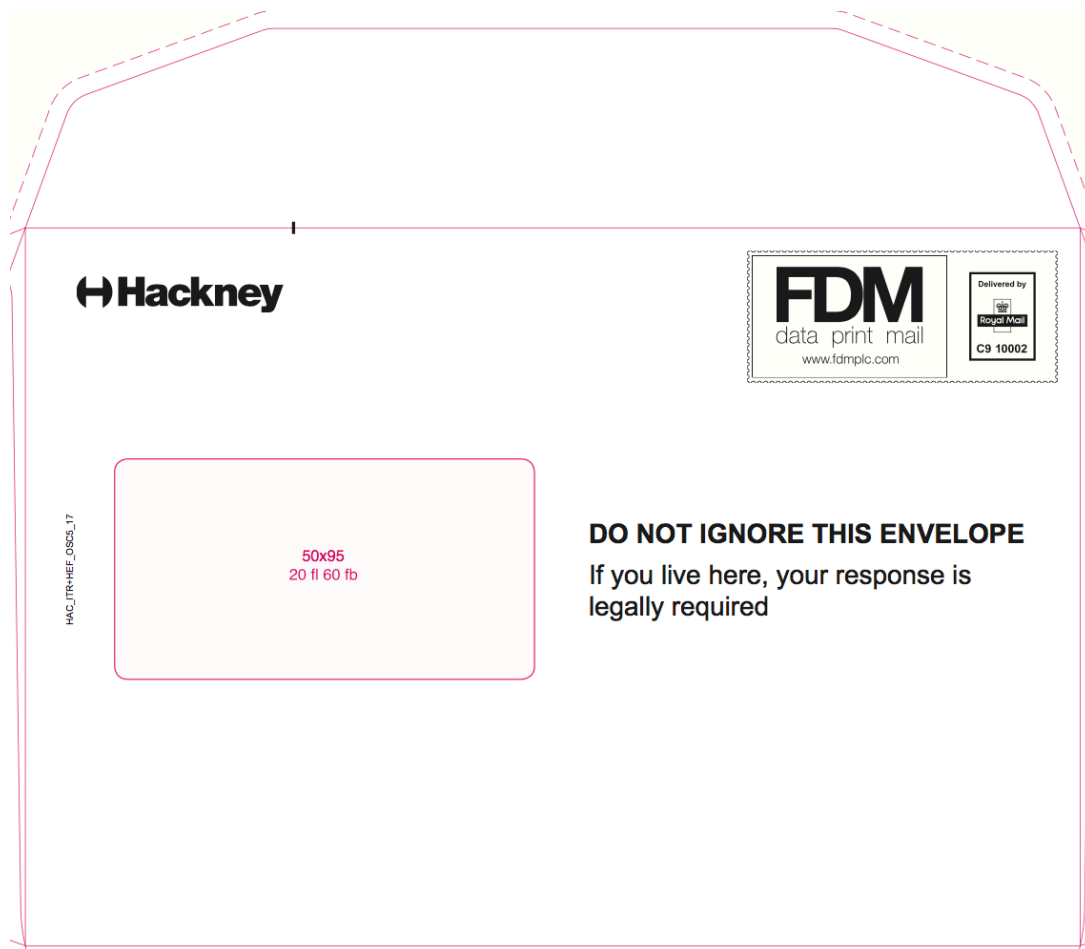 Hackney
FDM
data print mail
www.fdmplc.com
Delivered by
Royal Mail
C9 10002
HAC_ITR+HEF_OSC5_17
50x95
20 fl 60 fb
DO NOT IGNORE THIS ENVELOPE
If you live here, your response is
legally required